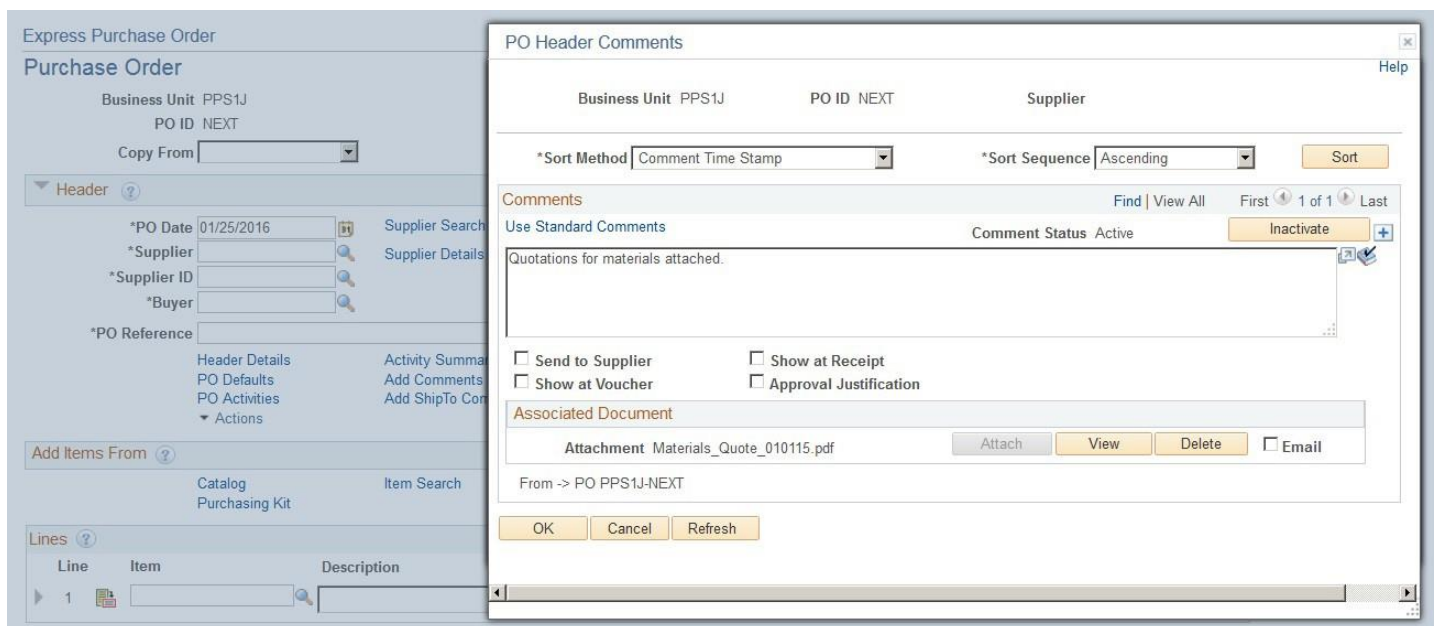 Express Purchase Order
Purchase Order
Business Unit PPS1J
PO ID NEXT
Copy From
Header
*PO Date 01/25/2016 Supplier Search
*Supplier Supplier Details
*Supplier ID
*Buyer
*PO Reference
Header Details Activity Summa
PO Defaults Add Comments
PO Activities Add ShipTo Com
Actions
Add Items From
Catalog Item Search
Purchasing Kit
Lines
Line Item Description
1
PO Header Comments
Help
Business Unit PPS1J PO ID NEXT Supplier
*Sort Method Comment Time Stamp *Sort Sequence Ascending Sort
Comments Find | View All First 1 of 1 Last
Use Standard Comments Comment Status Active Inactivate
Quotations for materials attached.
Send to Supplier Show at Receipt
Show at Voucher Approval Justification
Associated Document
Attachment Materials_Quote_010115.pdf Attach View Delete Email
From -> PO PPS1J-NEXT
OK Cancel Refresh